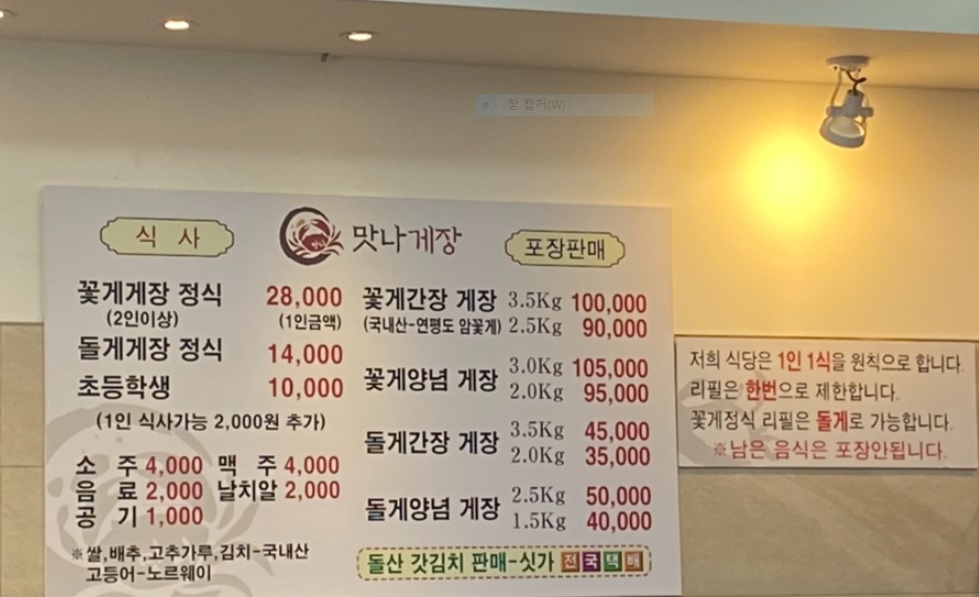 창 캡처(W)
식 사
맛나
맛나게장
포장판매
꽃게게장 정식 28,000
(2인이상) (1인금액)
돌게게장 정식 14,000
초등학생 10,000
(1인 식사가능 2,000원 추가)
소 주 4,000 맥 주 4,000
음 료 2,000 날치알 2,000
공 기 1,000
※쌀,배추,고추가루,김치-국내산
고등어-노르웨이
꽃게간장 게장 3.5Kg 100,000
(국내산-연평도 암꽃게) 2.5Kg 90,000
꽃게양념 게장 3.0Kg 105,000
2.0Kg 95,000
돌게간장 게장 3.5Kg 45,000
2.0Kg 35,000
돌게양념 게장 2.5Kg 50,000
1.5Kg 40,000
돌산 갓김치 판매-싯가 전국택배
저희 식당은 1인 1식을 원칙으로 합니다.
리필은 한번으로 제한합니다.
꽃게정식 리필은 돌게로 가능합니다.
※남은 음식은 포장안됩니다.